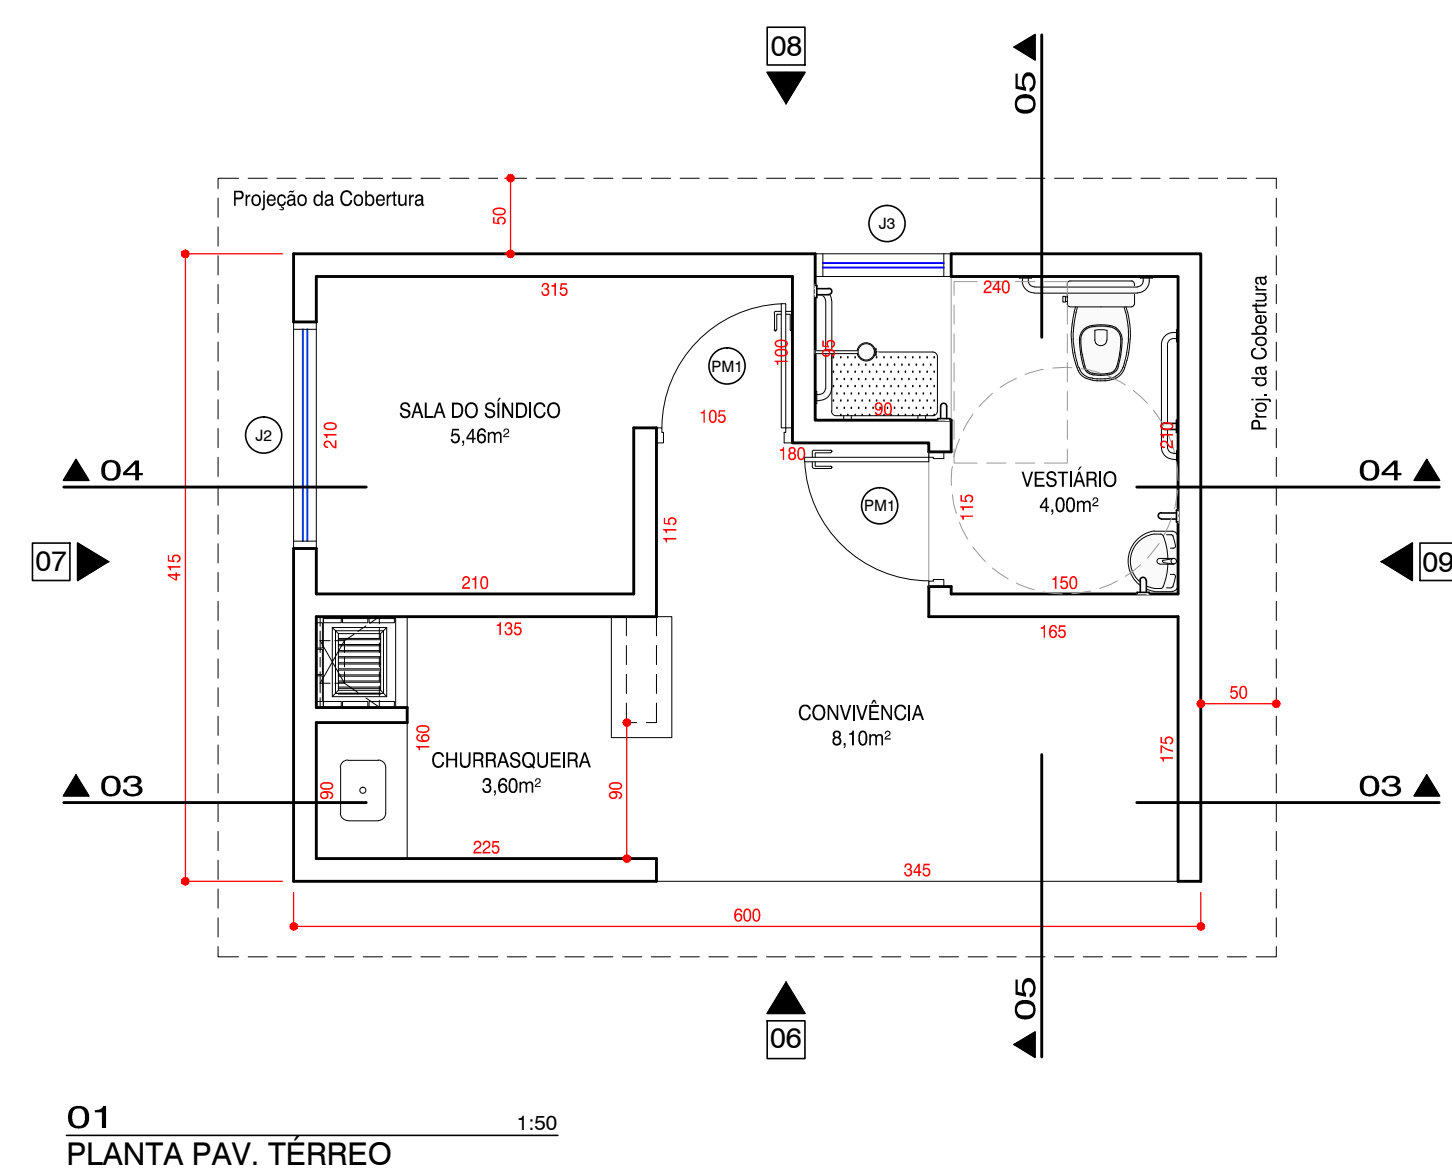 08
05
Projeção da Cobertura
50
J3
315
240
Proj. da Cobertura
100
95
PM1
SALA DO SÍNDICO
5,46m²
105
90
J2
210
210
180
04
04
VESTIÁRIO
4,00m²
PM1
115
115
07
415
09
210
150
135
165
50
CONVIVÊNCIA
8,10m²
160
175
CHURRASQUEIRA
3,60m²
03
90
90
03
225
345
600
05
06
01
1:50
PLANTA PAV. TÉRREO